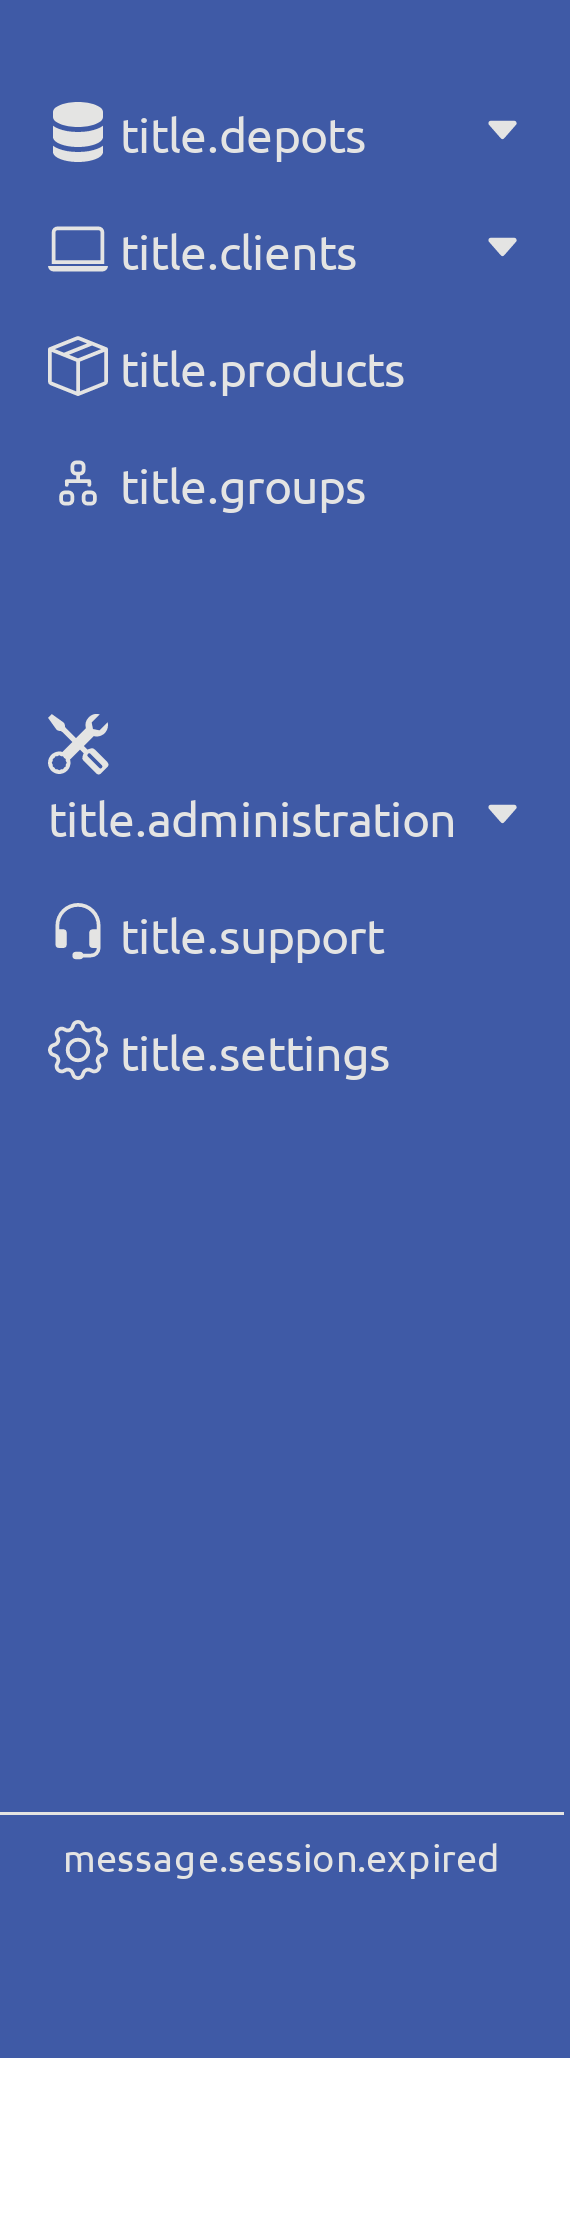 title.depots
title.clients
title.products
title.groups
title.administration
title.support
title.settings
message.session.expired